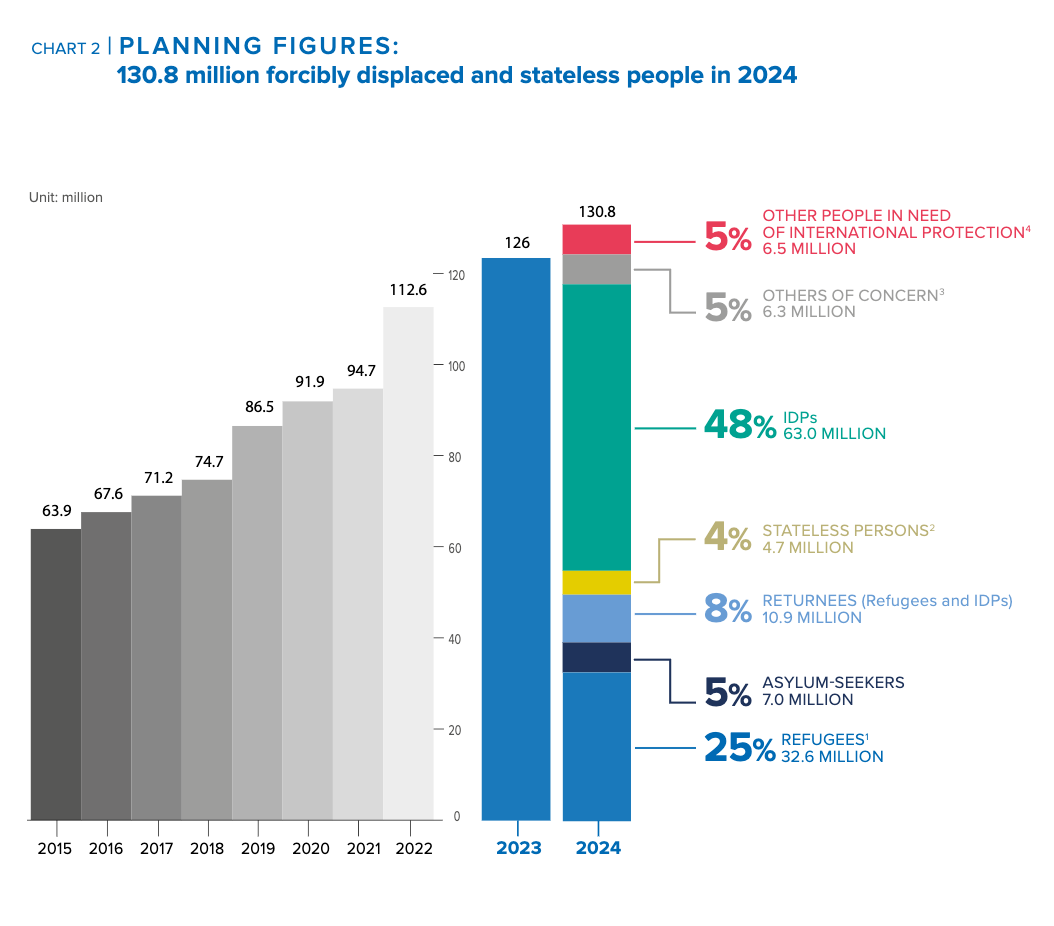 CHART 2 | PLANNING FIGURES:
130.8 million forcibly displaced and stateless people in 2024
Unit: million
63.9
67.6
71.2
74.7
86.5
91.9
94.7
112.6
126
130.8
120
100
80
60
40
20
0
2015
2016
2017
2018
2019
2020
2021
2022
2023
2024
5%
OTHER PEOPLE IN NEED
OF INTERNATIONAL PROTECTION⁴
6.5 MILLION
5%
OTHERS OF CONCERN³
6.3 MILLION
48%
IDPs
63.0 MILLION
4%
STATELESS PERSONS²
4.7 MILLION
8%
RETURNEES (Refugees and IDPs)
10.9 MILLION
5%
ASYLUM-SEEKERS
7.0 MILLION
25%
REFUGEES¹
32.6 MILLION